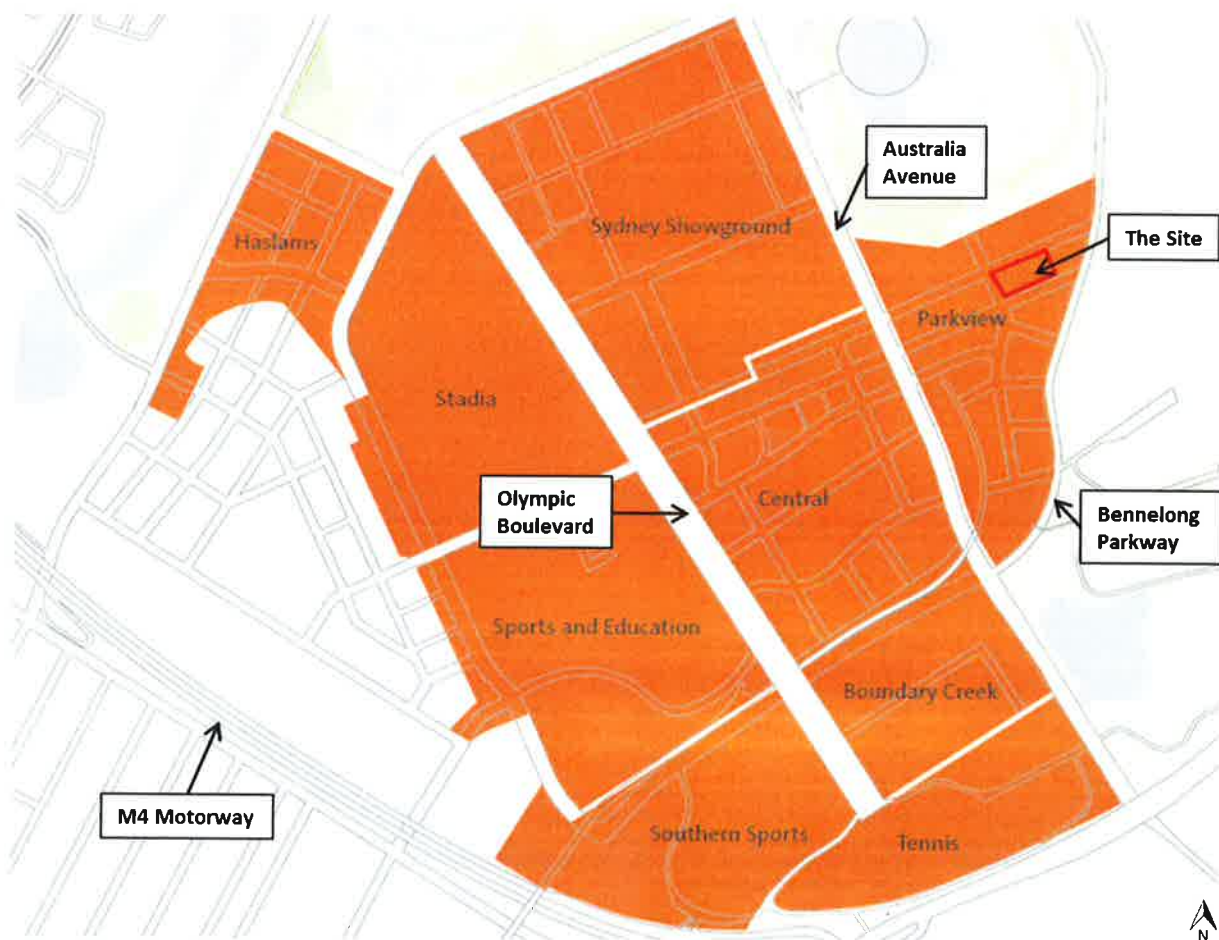 Australia
Avenue
Sydney Showground
Haslams
The Site
Parkview
Stadia
Olympic
Boulevard
Central
Bennelong
Parkway
Sports and Education
Boundary Creek
M4 Motorway
Southern Sports
Tennis
N